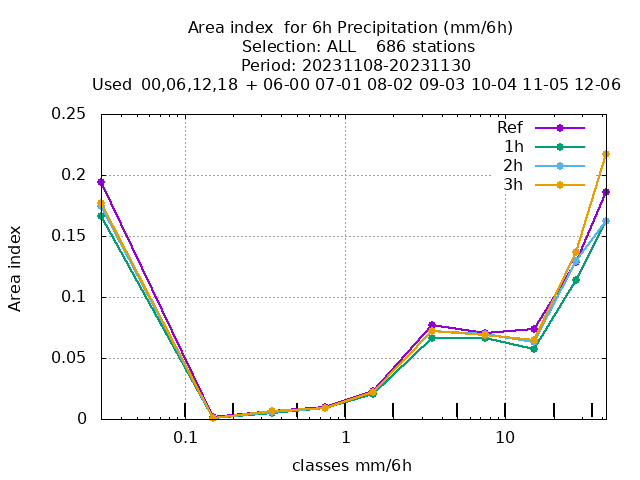 Area index  for 6h Precipitation (mm/6h)
Selection: ALL    686 stations
Period: 20231108-20231130
Used  00,06,12,18  + 06-00 07-01 08-02 09-03 10-04 11-05 12-06
0.25
0.2
0.15
0.1
0.05
0
Area index
Ref
1h
2h
3h
0.1
1
10
classes mm/6h